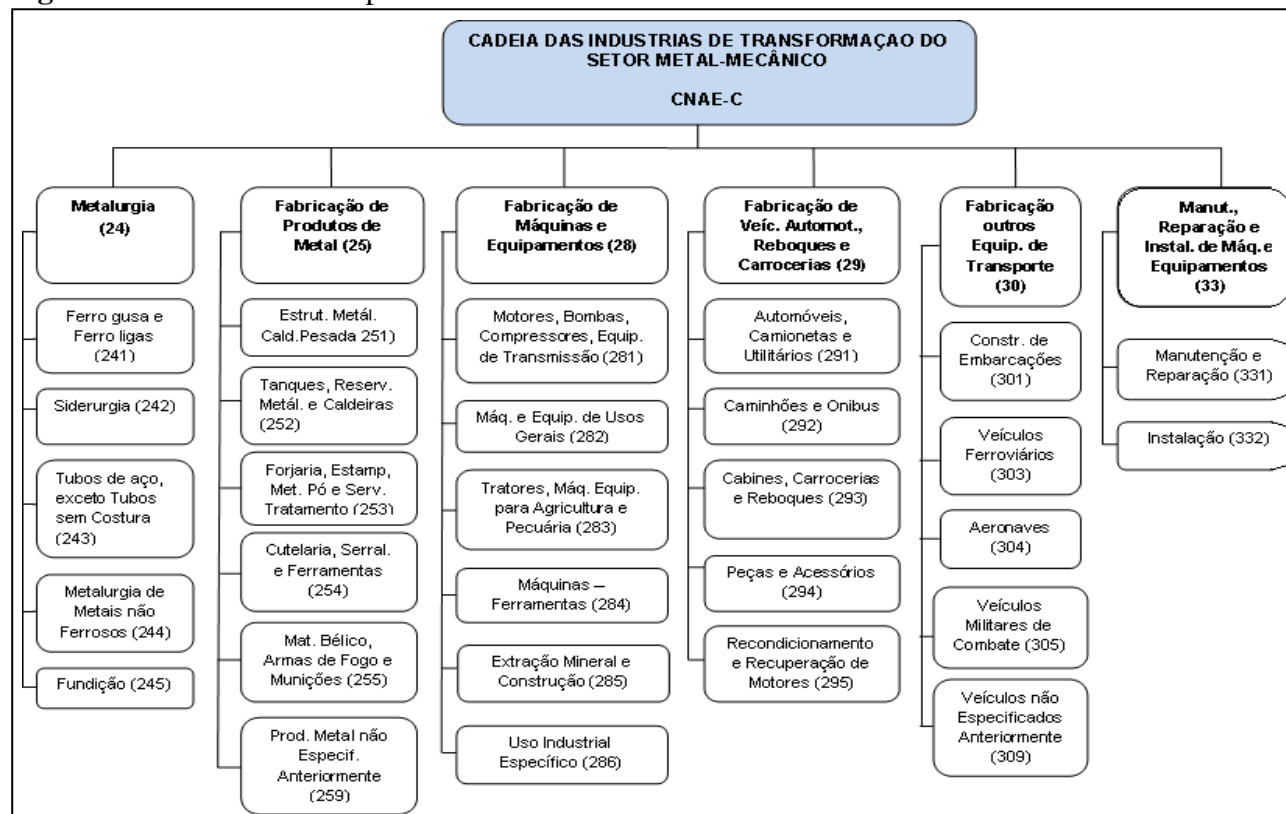 CADEIA DAS INDUSTRIAS DE TRANSFORMAÇAO DO
SETOR METAL-MECÂNICO
CNAE-C
Metalurgia
(24)
Ferro gusa e
Ferro ligas
(241)
Siderurgia (242)
Tubos de aço,
exceto Tubos
sem Costura
(243)
Metalurgia de
Metais não
Ferrosos (244)
Fundição (245)
Fabricação de
Produtos de
Metal (25)
Estrut. Metál.
Cald.Pesada 251)
Tanques, Reserv.
Metál. e Caldeiras
(252)
Forjaria, Estamp,
Met. Pó e Serv.
Tratamento (253)
Cutelaria, Serral.
e Ferramentas
(254)
Mat. Bélico,
Armas de Fogo e
Munições (255)
Prod. Metal não
Especif.
Anteriormente
(259)
Fabricação de
Máquinas e
Equipamentos (28)
Motores, Bombas,
Compressores, Equip.
de Transmissão (281)
Máq. e Equip. de Usos
Gerais (282)
Tratores, Máq. Equip.
para Agricultura e
Pecuária (283)
Máquinas –
Ferramentas (284)
Extração Mineral e
Construção (285)
Uso Industrial
Específico (286)
Fabricação de
Veíc. Automot.,
Reboques e
Carrocerias (29)
Automóveis,
Camionetas e
Utilitários (291)
Caminhões e Onibus
(292)
Cabines, Carrocerias
e Reboques (293)
Peças e Acessórios
(294)
Recondicionamento
e Recuperação de
Motores (295)
Fabricação
outros
Equip. de
Transporte
(30)
Constr. de
Embarcações
(301)
Veículos
Ferroviários
(303)
Aeronaves
(304)
Veículos
Militares de
Combate (305)
Veículos não
Especificados
Anteriormente
(309)
Manut.,
Reparação e
Instal. de Máq. e
Equipamentos
(33)
Manutenção e
Reparação (331)
Instalação (332)